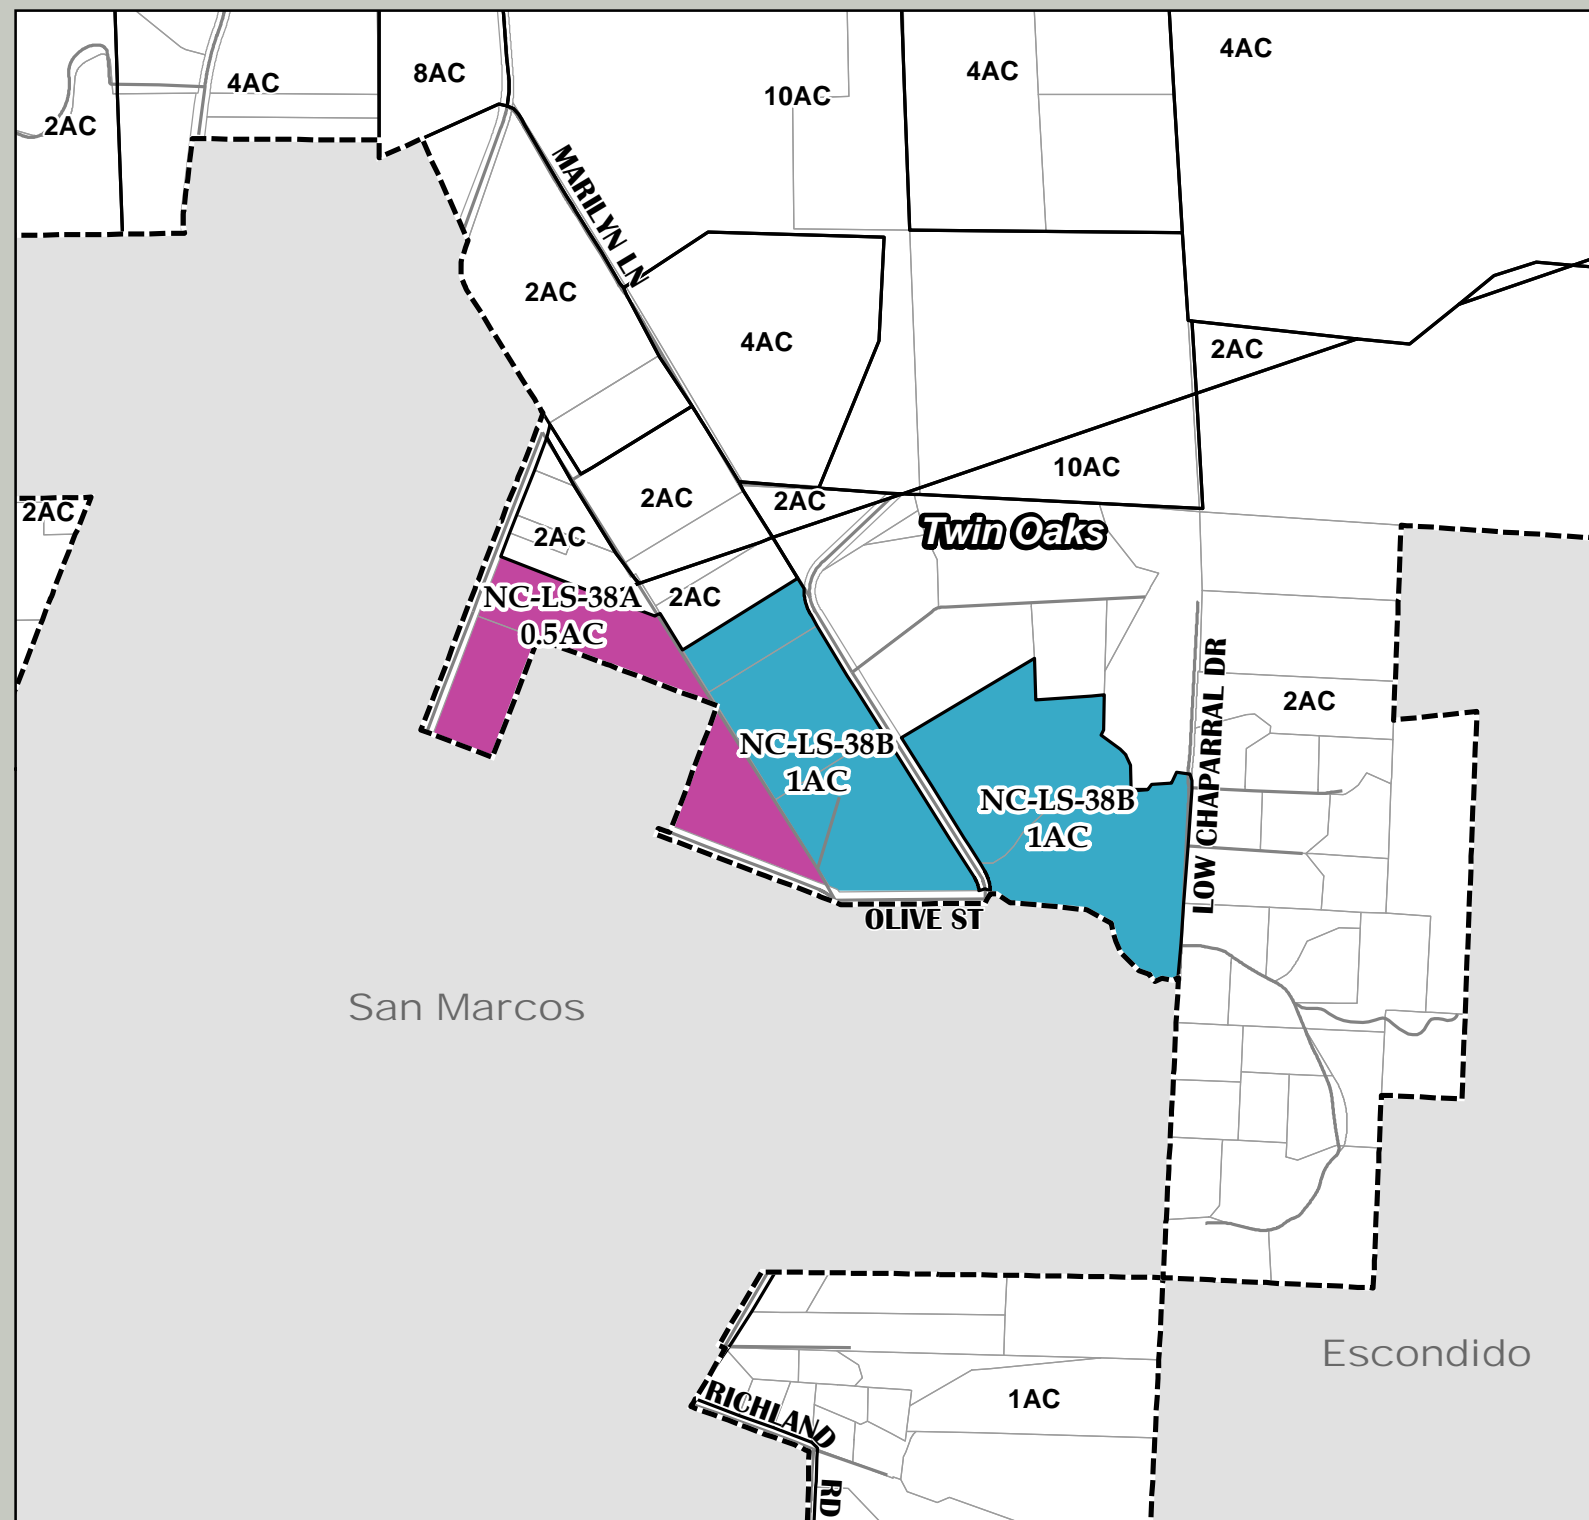 4AC
8AC
4AC
4AC
10AC
2AC
MARILYN LN
2AC
4AC
2AC
10AC
2AC
2AC
2AC
2AC
Twin Oaks
2AC
NC-LS-38A
0.5AC
2AC
LOW CHAPARRAL DR
2AC
NC-LS-38B
1AC
NC-LS-38B
1AC
OLIVE ST
San Marcos
Escondido
1AC
RICHLAND
RD